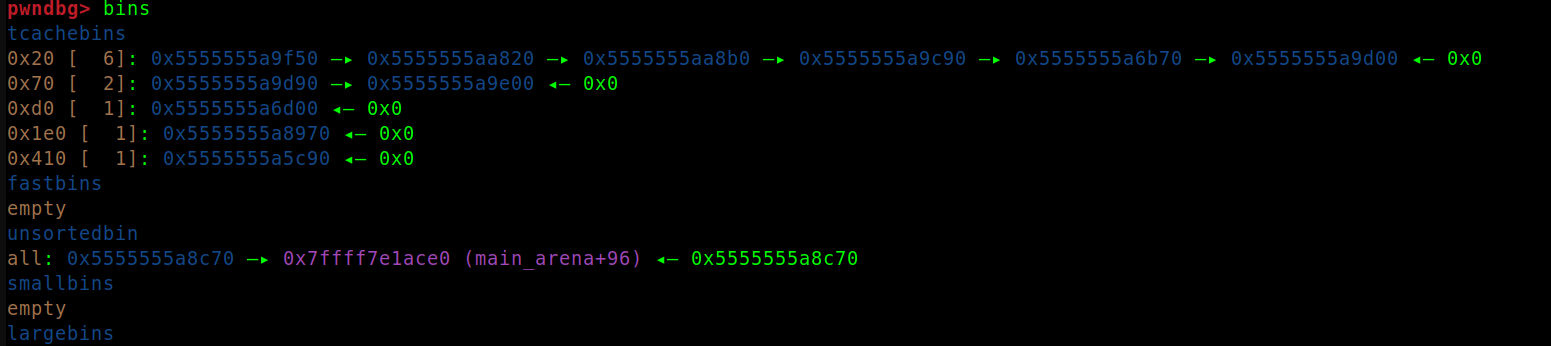 pwndbg> bins
tcachebins
0x20 [  6]: 0x5555555a9f50 —▸ 0x5555555aa820 —▸ 0x5555555aa8b0 —▸ 0x5555555a9c90 —▸ 0x5555555a6b70 —▸ 0x5555555a9d00 ◂— 0x0
0x70 [  2]: 0x5555555a9d90 —▸ 0x5555555a9e00 ◂— 0x0
0xd0 [  1]: 0x5555555a6d00 ◂— 0x0
0x1e0 [  1]: 0x5555555a8970 ◂— 0x0
0x410 [  1]: 0x5555555a5c90 ◂— 0x0
fastbins
empty
unsortedbin
all: 0x5555555a8c70 —▸ 0x7ffff7e1ace0 (main_arena+96) ◂— 0x5555555a8c70
smallbins
empty
largebins